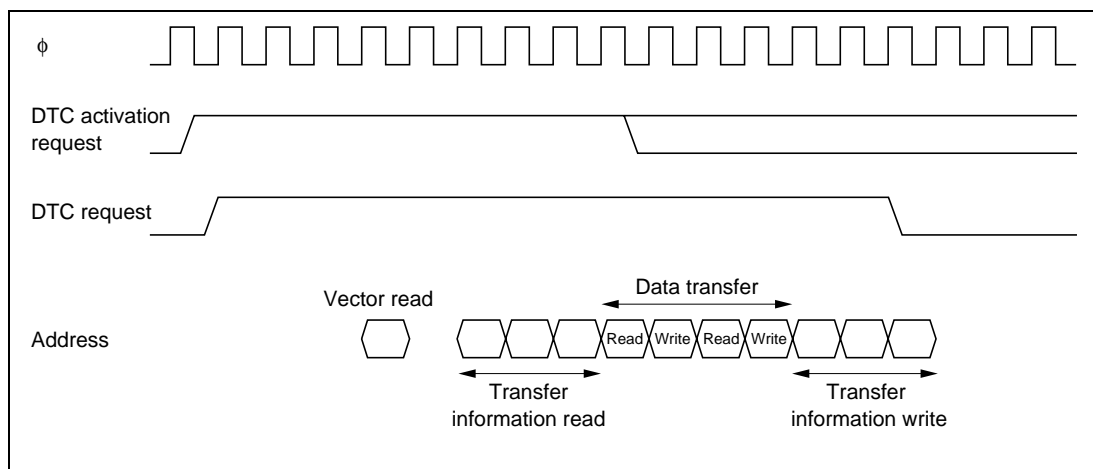 ϕ
DTC activation
request
DTC request
Data transfer
Vector read
Address
Read Write Read Write
Transfer
information read
Transfer
information write